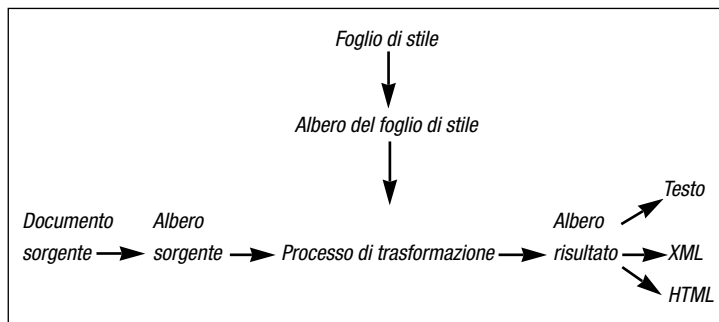 Foglio di stile
Albero del foglio di stile
Testo
Documento
sorgente
Albero
sorgente
Processo di trasformazione
Albero
risultato
XML
HTML